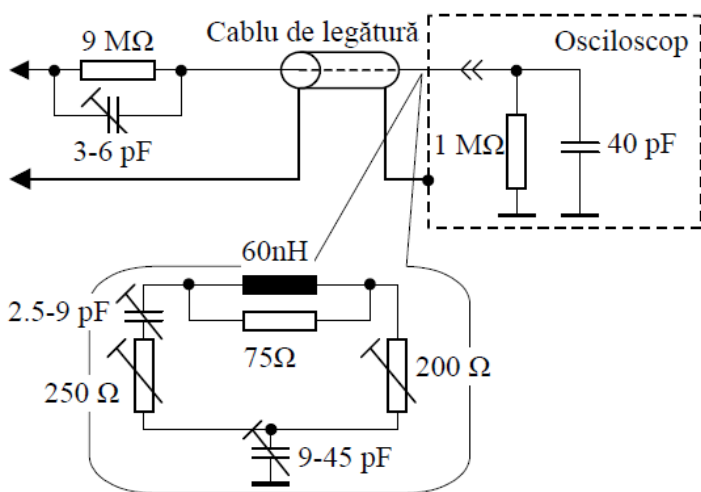 9 MΩ
3-6 pF
Cablu de legătură
Osciloscop
1 MΩ
40 pF
60nH
2.5-9 pF
75Ω
250 Ω
200 Ω
9-45 pF